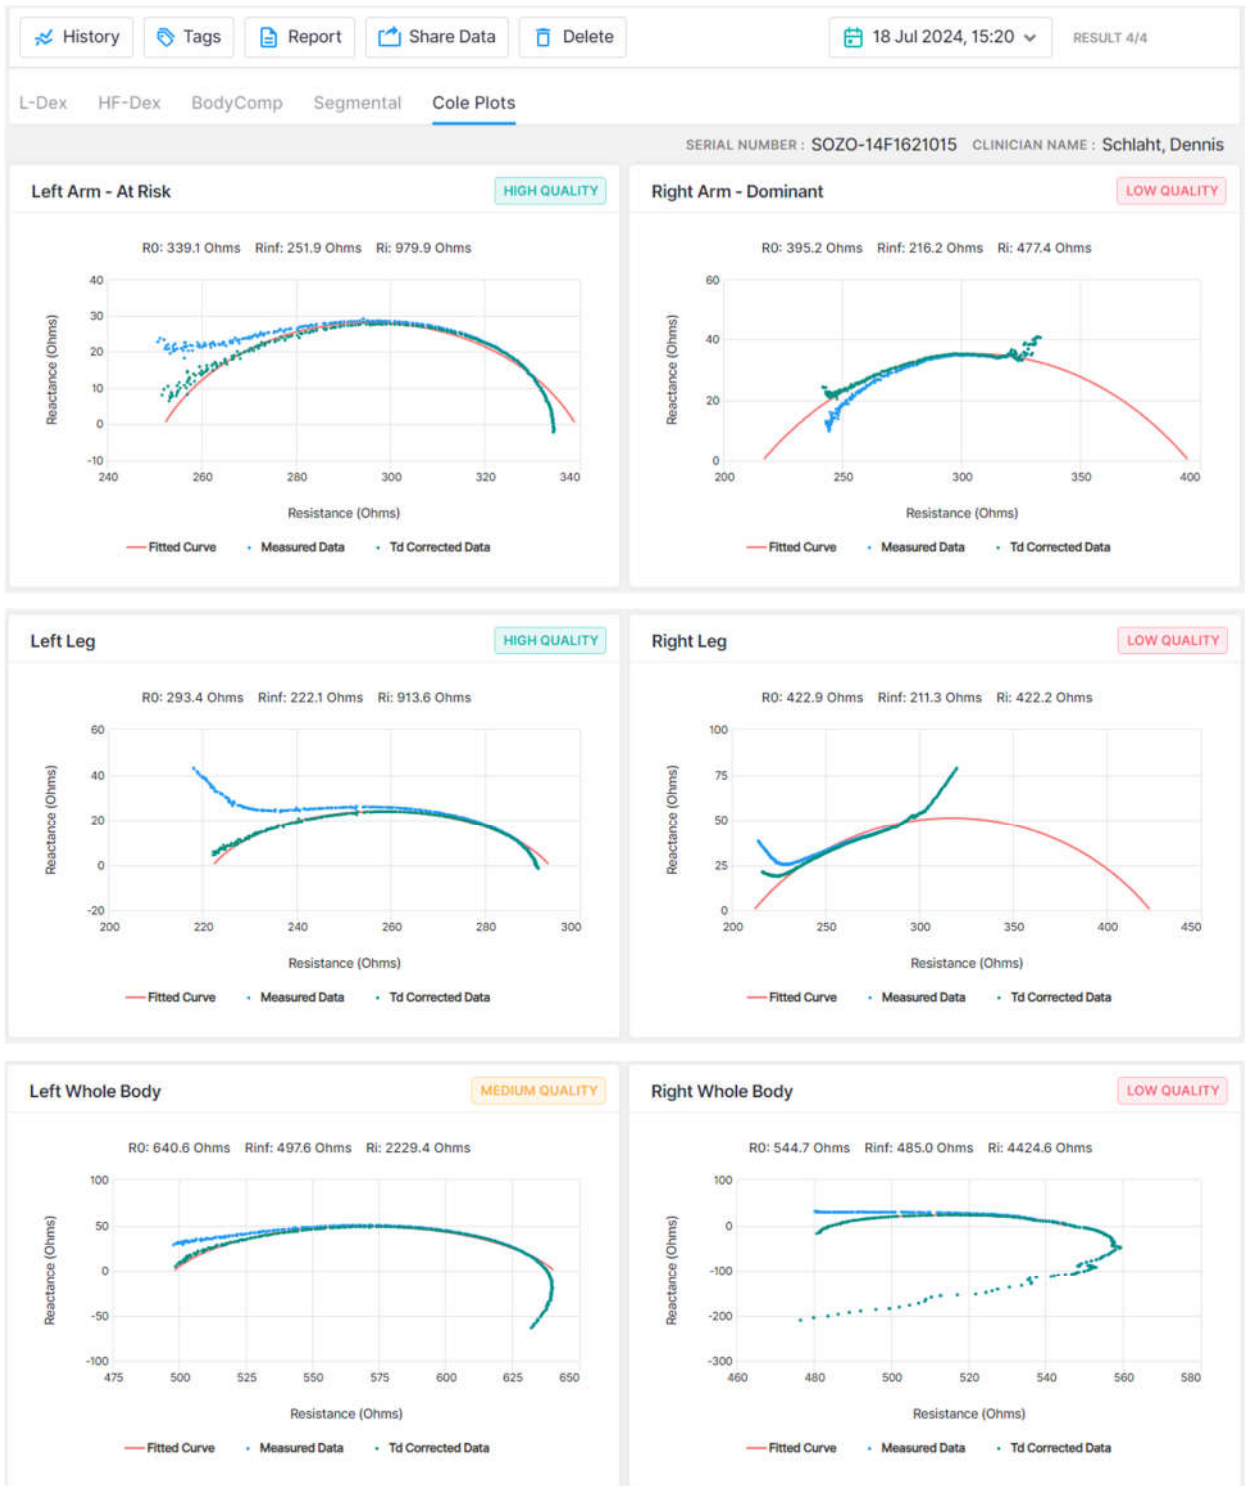 History Tags Report Share Data Delete 18 Jul 2024, 15:20 RESULT 4/4
L-Dex HF-Dex BodyComp Segmental Cole Plots
SERIAL NUMBER : SOZO-14F1621015 CLINICIAN NAME : Schlaht, Dennis
Left Arm - At Risk HIGH QUALITY
R0: 339.1 Ohms Rinf: 251.9 Ohms Ri: 979.9 Ohms
Reactance (Ohms)
40
30
20
10
0
-10
240 260 280 300 320 340
Resistance (Ohms)
Fitted Curve Measured Data Td Corrected Data
Right Arm - Dominant LOW QUALITY
R0: 395.2 Ohms Rinf: 216.2 Ohms Ri: 477.4 Ohms
Reactance (Ohms)
60
40
20
0
200 250 300 350 400
Resistance (Ohms)
Fitted Curve Measured Data Td Corrected Data
Left Leg HIGH QUALITY
R0: 293.4 Ohms Rinf: 222.1 Ohms Ri: 913.6 Ohms
Reactance (Ohms)
60
40
20
0
-20
200 220 240 260 280 300
Resistance (Ohms)
Fitted Curve Measured Data Td Corrected Data
Right Leg LOW QUALITY
R0: 422.9 Ohms Rinf: 211.3 Ohms Ri: 422.2 Ohms
Reactance (Ohms)
100
75
50
25
0
200 250 300 350 400 450
Resistance (Ohms)
Fitted Curve Measured Data Td Corrected Data
Left Whole Body MEDIUM QUALITY
R0: 640.6 Ohms Rinf: 497.6 Ohms Ri: 2229.4 Ohms
Reactance (Ohms)
100
50
0
-50
-100
475 500 525 550 575 600 625 650
Resistance (Ohms)
Fitted Curve Measured Data Td Corrected Data
Right Whole Body LOW QUALITY
R0: 544.7 Ohms Rinf: 485.0 Ohms Ri: 4424.6 Ohms
Reactance (Ohms)
100
0
-100
-200
-300
460 480 500 520 540 560 580
Resistance (Ohms)
Fitted Curve Measured Data Td Corrected Data